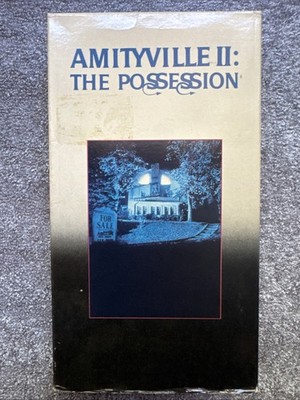 AMITYVILLE II:
THE POSSESSION
FOR
SALE